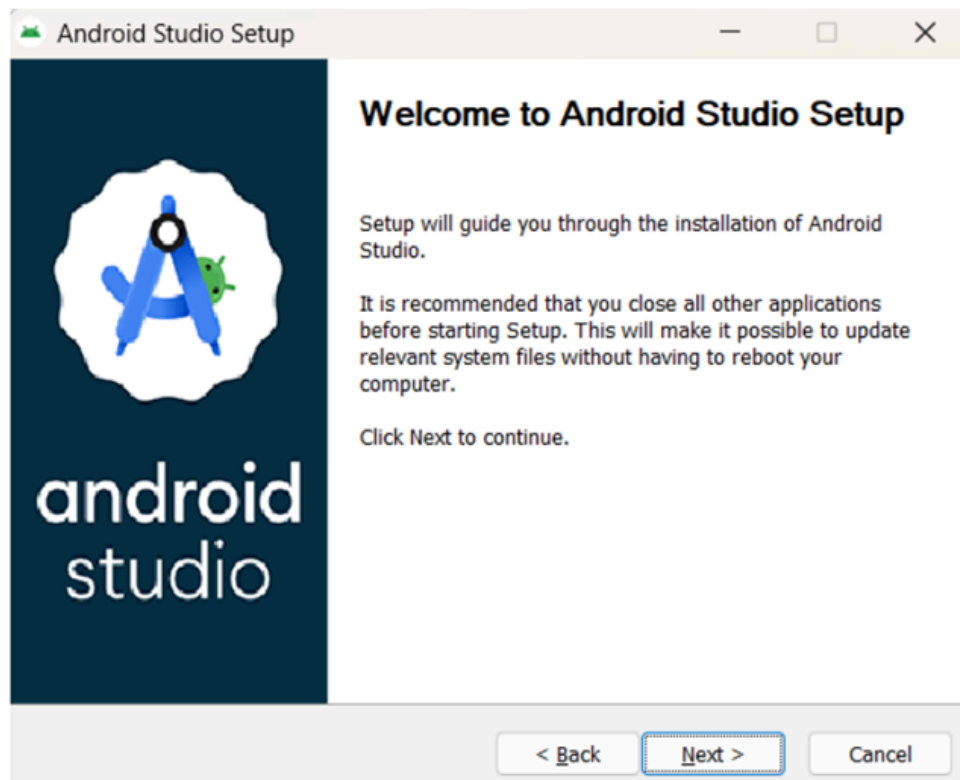 Android Studio Setup
Welcome to Android Studio Setup
Setup will guide you through the installation of Android
Studio.
It is recommended that you close all other applications
before starting Setup. This will make it possible to update
relevant system files without having to reboot your
computer.
Click Next to continue.
android
studio
< Back
Next >
Cancel